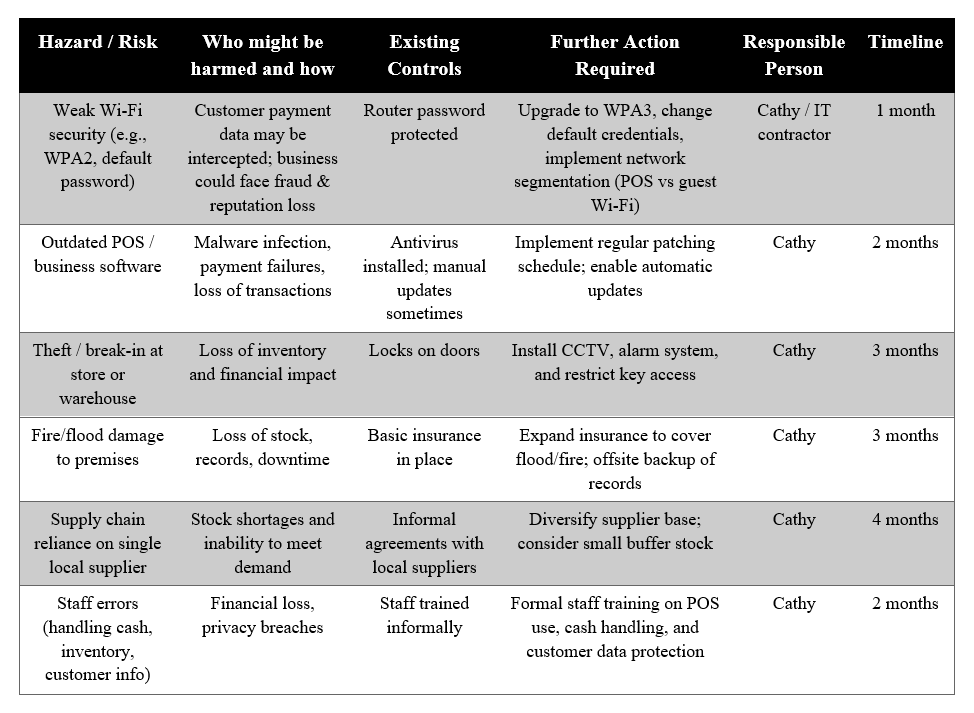 Hazard / Risk
Who might be
harmed and how
Existing
Controls
Further Action
Required
Responsible
Person
Timeline
Weak Wi-Fi
security (e.g.,
WPA2, default
password)
Customer payment
data may be
intercepted; business
could face fraud &
reputation loss
Router password
protected
Upgrade to WPA3, change
default credentials,
implement network
segmentation (POS vs guest
Wi-Fi)
Cathy / IT
contractor
1 month
Outdated POS /
business software
Malware infection,
payment failures,
loss of transactions
Antivirus
installed; manual
updates
sometimes
Implement regular patching
schedule; enable automatic
updates
Cathy
2 months
Theft / break-in at
store or
warehouse
Loss of inventory
and financial impact
Locks on doors
Install CCTV, alarm system,
and restrict key access
Cathy
3 months
Fire/flood damage
to premises
Loss of stock,
records, downtime
Basic insurance
in place
Expand insurance to cover
flood/fire; offsite backup of
records
Cathy
3 months
Supply chain
reliance on single
local supplier
Stock shortages and
inability to meet
demand
Informal
agreements with
local suppliers
Diversify supplier base;
consider small buffer stock
Cathy
4 months
Staff errors
(handling cash,
inventory,
customer info)
Financial loss,
privacy breaches
Staff trained
informally
Formal staff training on POS
use, cash handling, and
customer data protection
Cathy
2 months